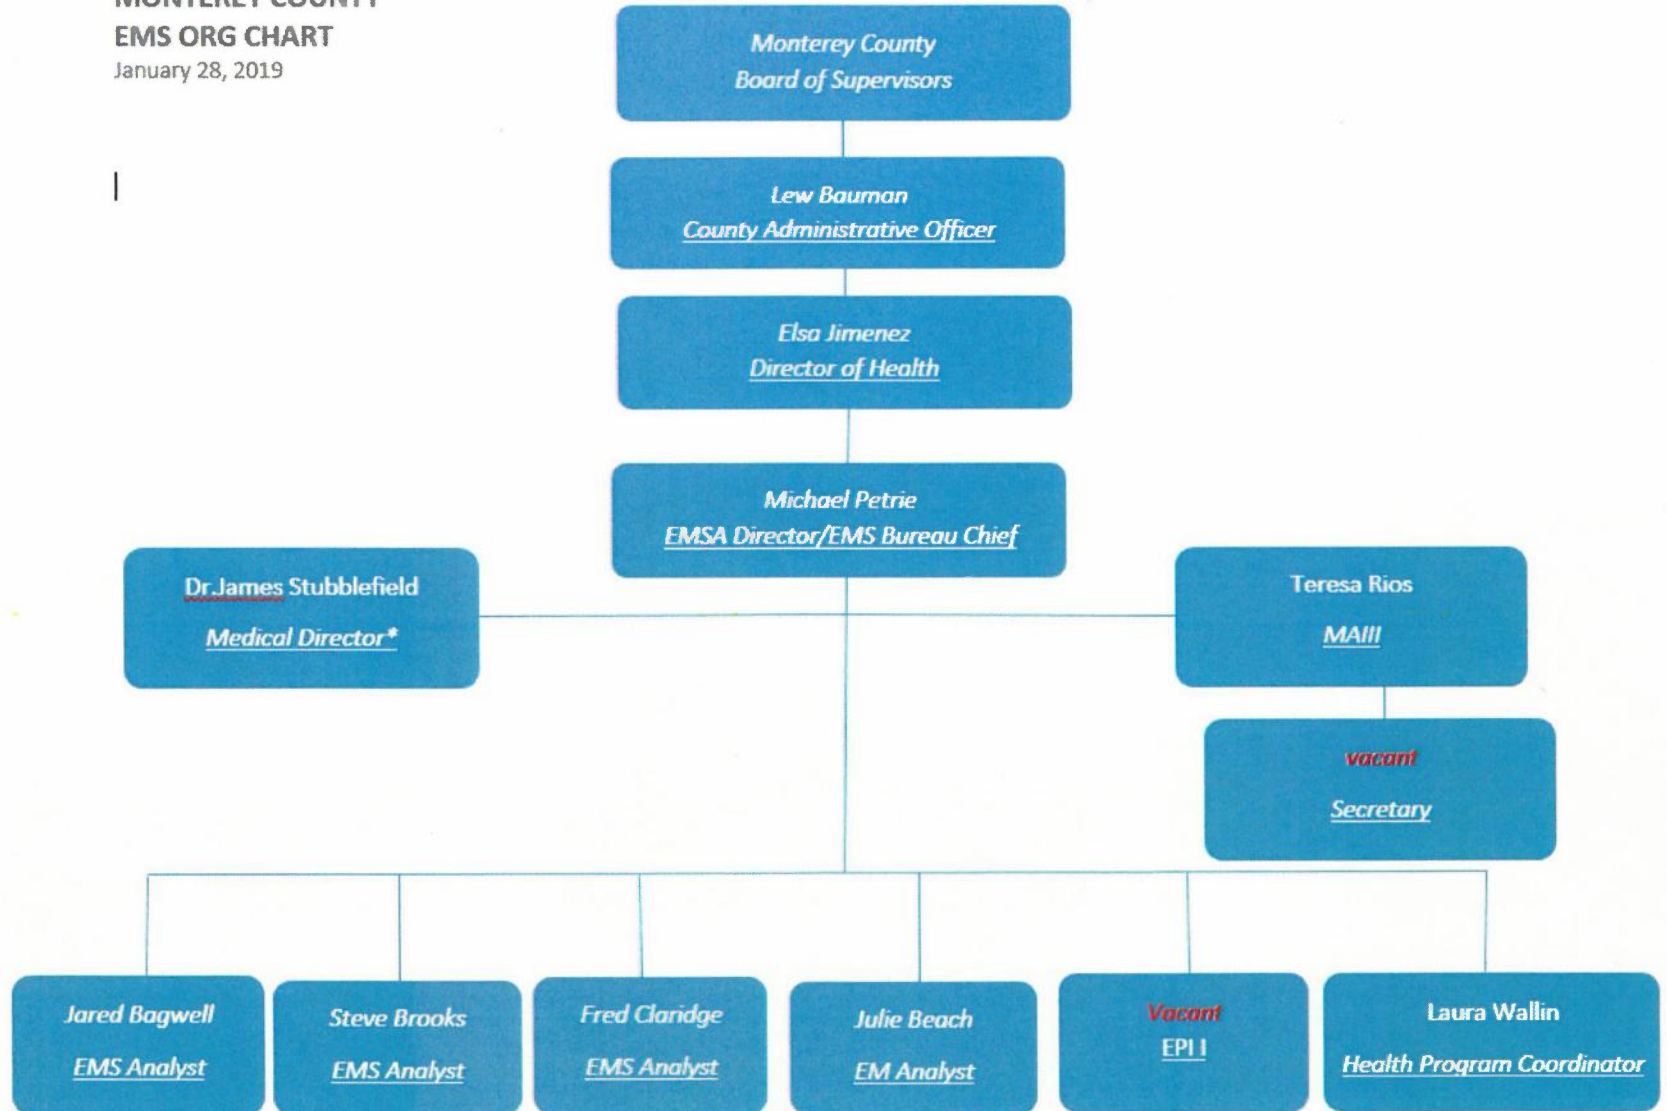 MONTEREY COUNTY
EMS ORG CHART
January 28, 2019
Monterey County
Board of Supervisors
Lew Bauman
County Administrative Officer
Elsa Jimenez
Director of Health
Michael Petrie
EMSA Director/EMS Bureau Chief
Dr.James Stubblefield
Medical Director*
Teresa Rios
MAIII
vacant
Secretary
Jared Bagwell
EMS Analyst
Steve Brooks
EMS Analyst
Fred Claridge
EMS Analyst
Julie Beach
EM Analyst
Vacant
EPI I
Laura Wallin
Health Program Coordinator